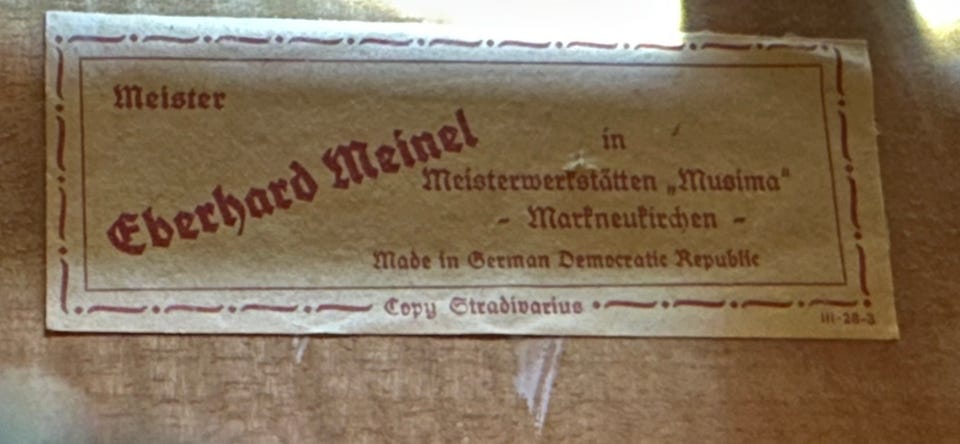 Meister
Eberhard Meinel
in
Meisterwerkstätten „Musima"
- Markneukirchen -
Made in German Democratic Republic
Copy Stradivarius
III-28-3